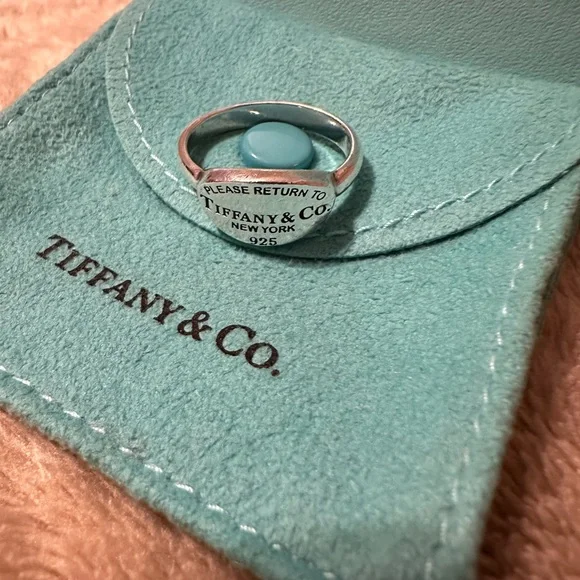 PLEASE RETURN TO
TIFFANY & CO.
NEW YORK
925
TIFFANY & CO.